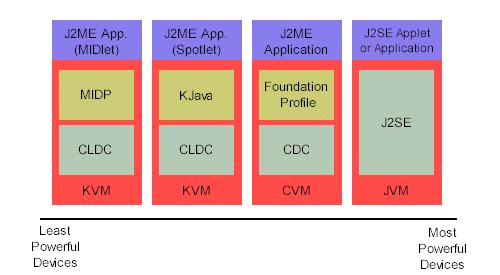 J2ME App.
(MIDlet)
MIDP
CLDC
KVM
J2ME App.
(Spotlet)
KJava
CLDC
KVM
J2ME
Application
Foundation
Profile
CDC
CVM
J2SE Applet
or Application
J2SE
JVM
Least
Powerful
Devices
Most
Powerful
Devices